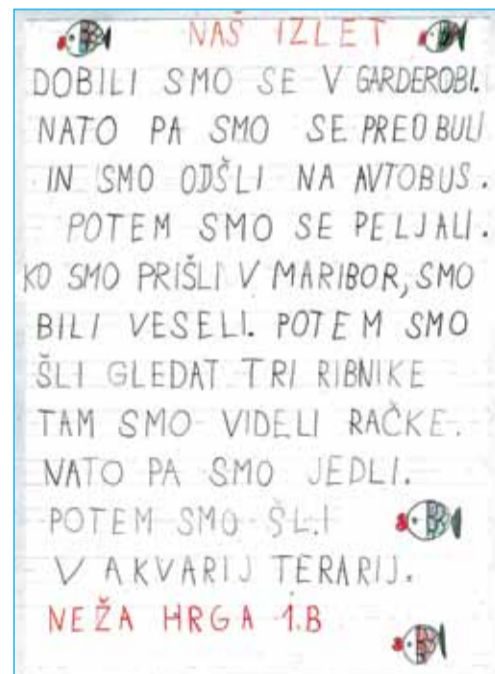 NAŠ IZLET
DOBILI SMO SE V GARDEROBI.
NATO PA SMO SE PREOBULI
IN SMO ODŠLI NA AVTOBUS.
POTEM SMO SE PELJALI.
KO SMO PRIŠLI V MARIBOR, SMO
BILI VESELI. POTEM SMO
ŠLI GLEDAT TRI RIBNIKE
TAM SMO VIDELI RAČKE.
NATO PA SMO JEDLI.
POTEM SMO ŠLI
V AKVARIJ TERARIJ.
NEŽA HRGA 1.B